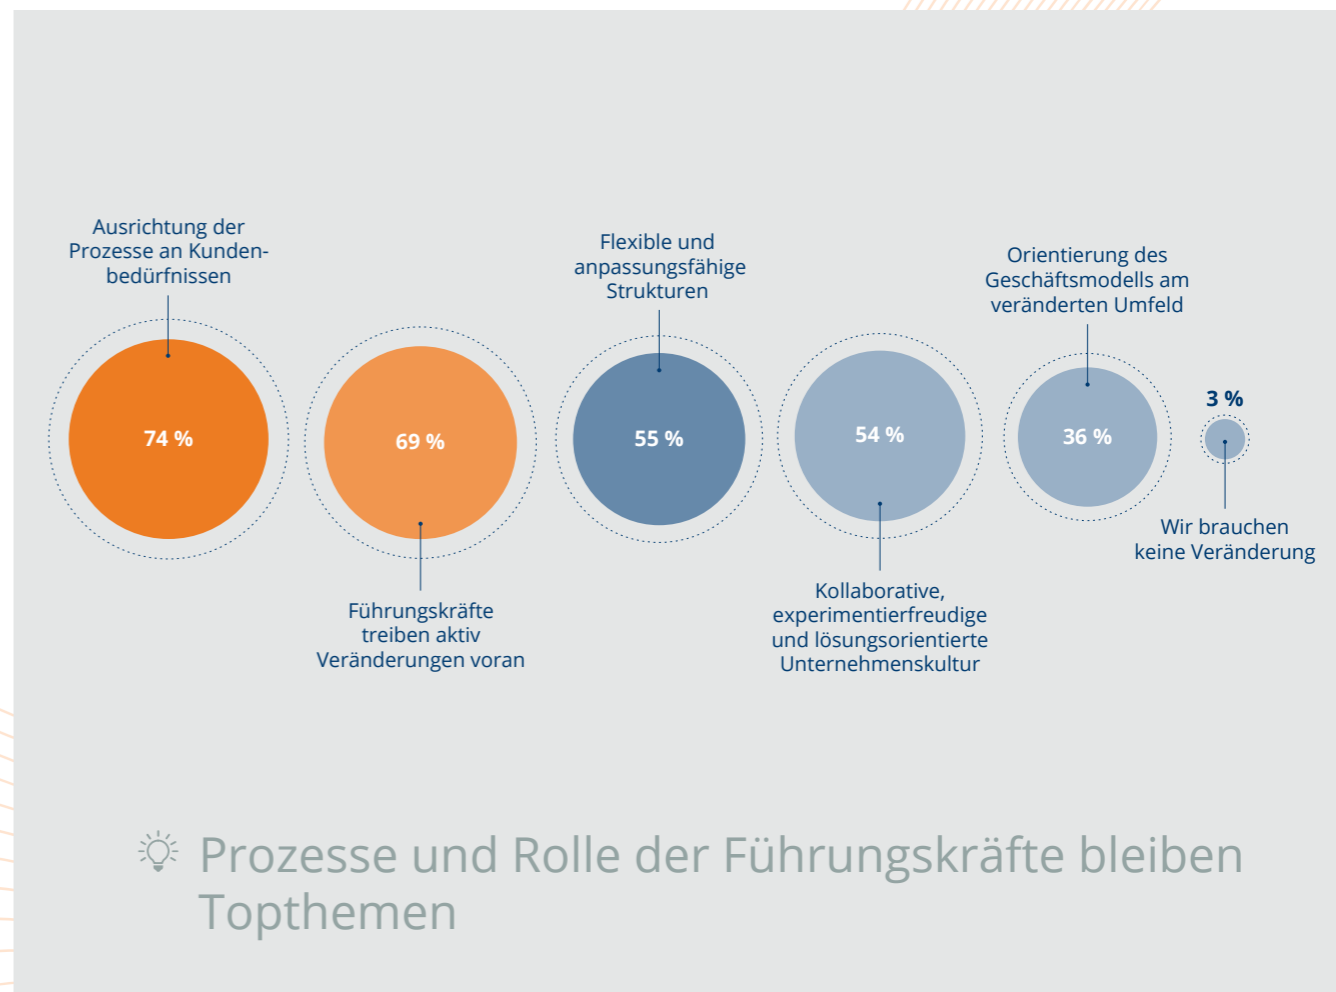 Ausrichtung der
Prozesse an Kunden-
bedürfnissen
74 %
69 %
Führungskräfte
treiben aktiv
Veränderungen voran
Flexible und
anpassungsfähige
Strukturen
55 %
54 %
Kollaborative,
experimentierfreudige
und lösungsorientierte
Unternehmenskultur
Orientierung des
Geschäftsmodells am
veränderten Umfeld
36 %
3 %
Wir brauchen
keine Veränderung
Prozesse und Rolle der Führungskräfte bleiben
Topthemen